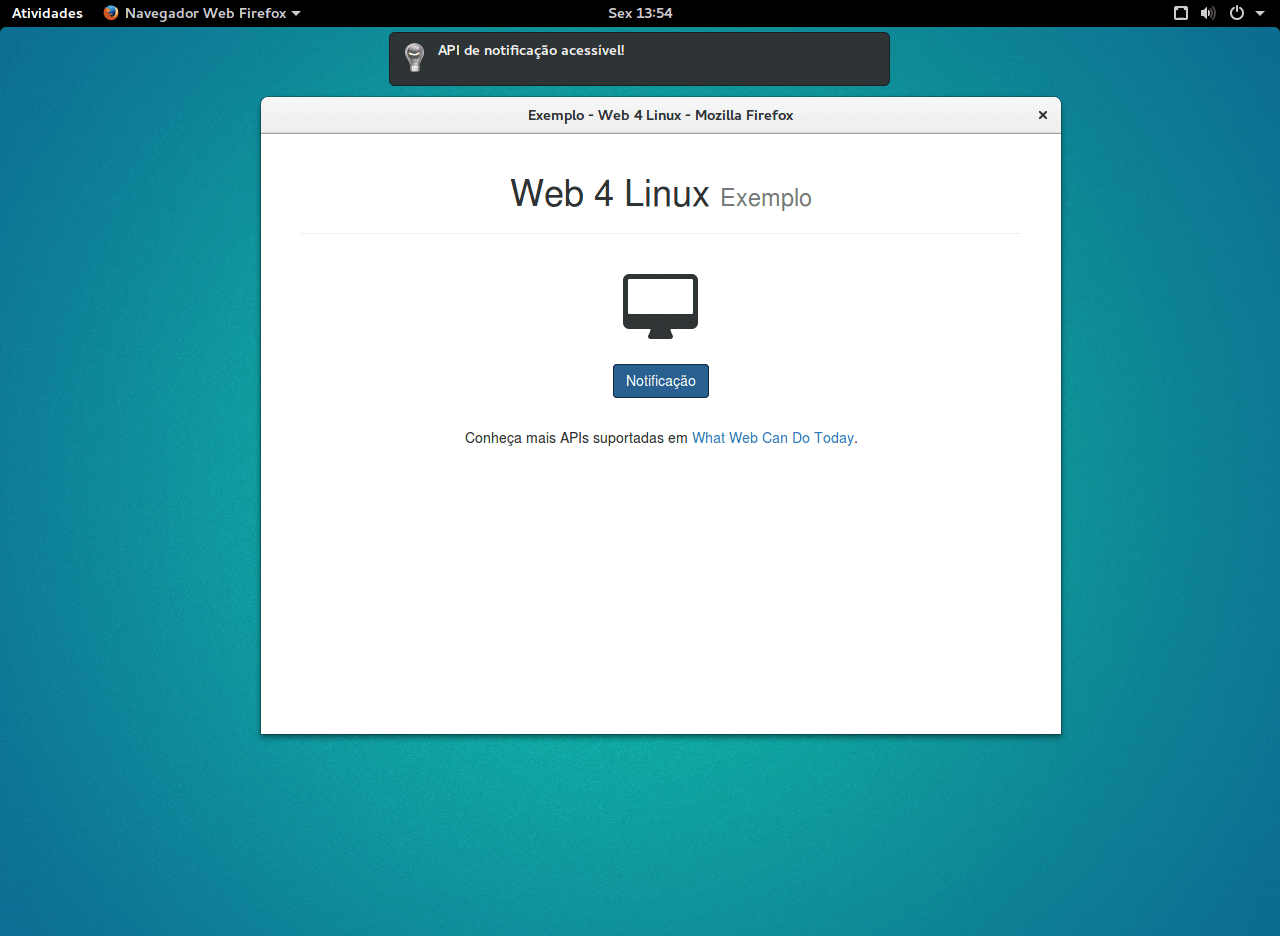 Atividades Navegador Web Firefox Sex 13:54
API de notificação acessível!
Exemplo - Web 4 Linux - Mozilla Firefox
Web 4 Linux Exemplo
Notificação
Conheça mais APIs suportadas em What Web Can Do Today.